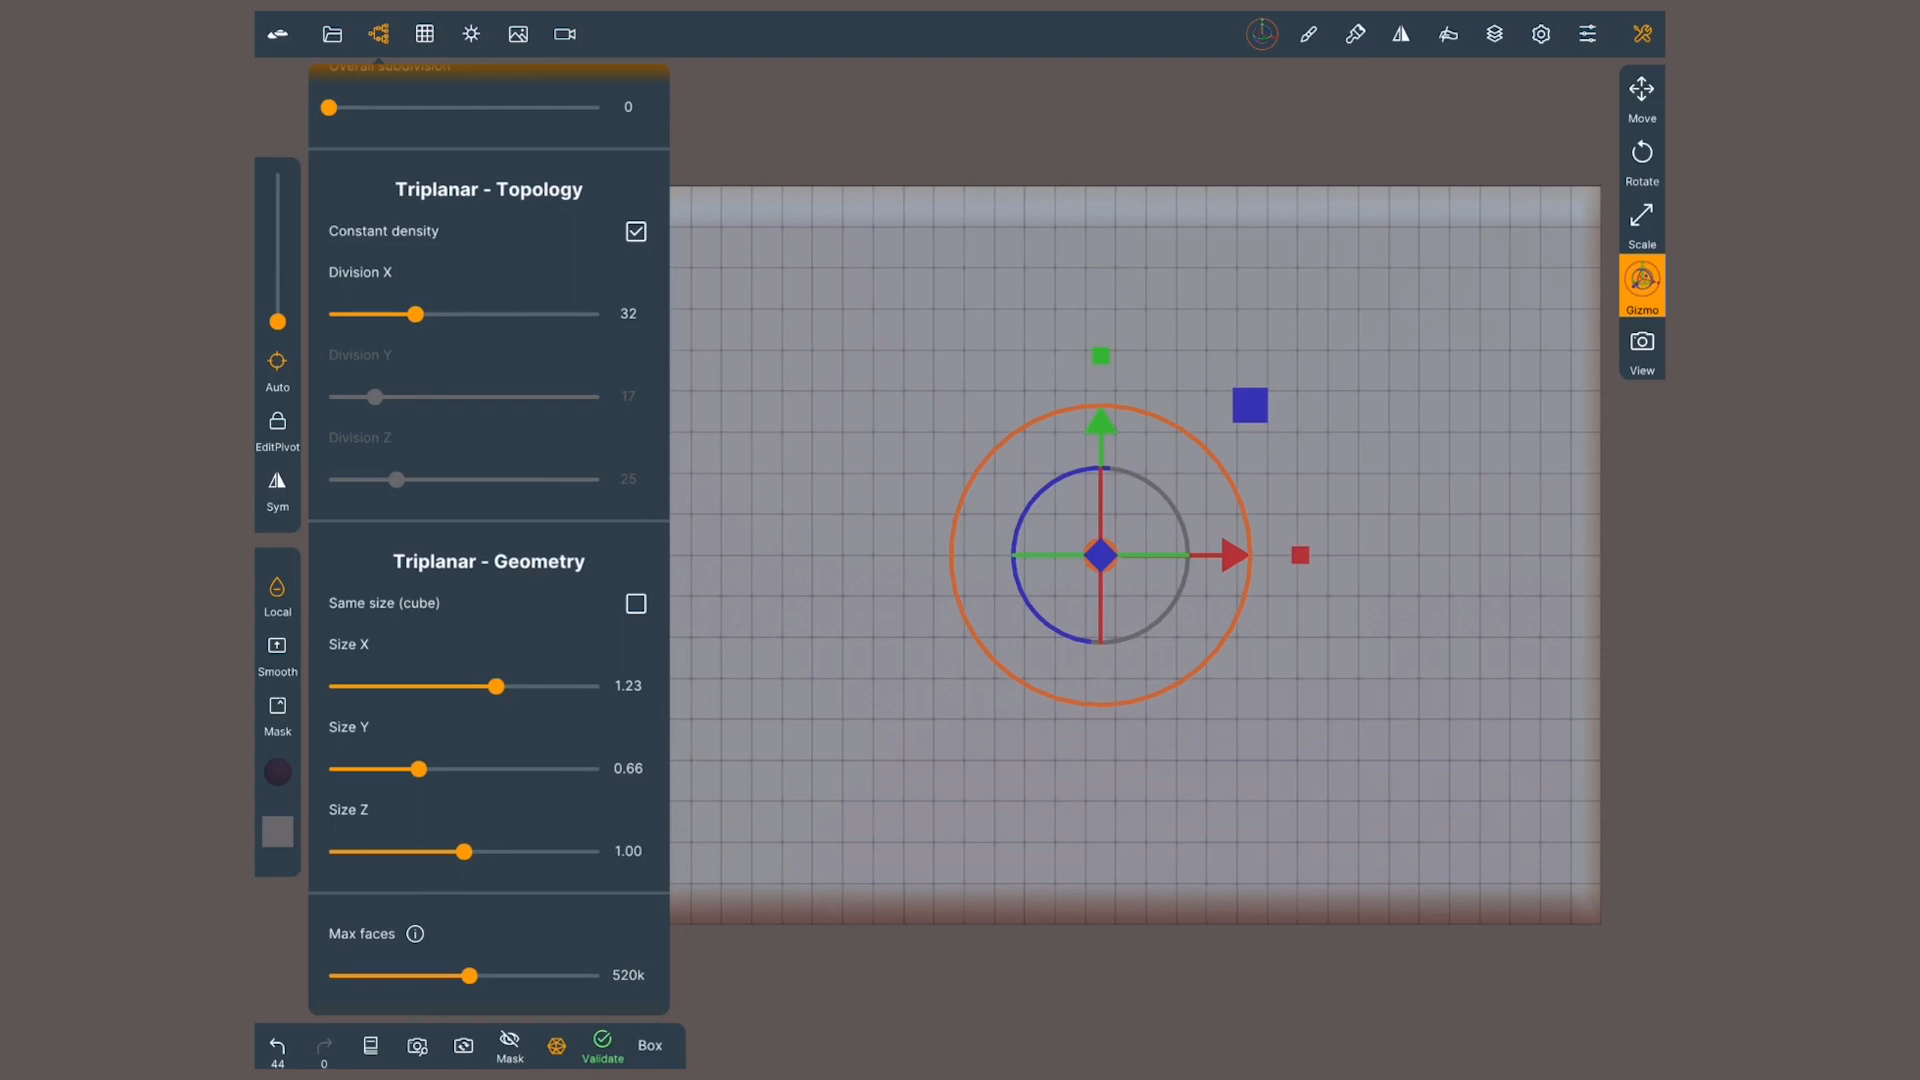 Overall subdivision
0
Triplanar - Topology
Constant density
Division X
32
Division Y
17
Division Z
25
Triplanar - Geometry
Same size (cube)
Size X
1.23
Size Y
0.66
Size Z
1.00
Max faces
520k
Auto
EditPivot
Sym
Local
Smooth
Mask
44
0
Mask
Validate
Box
Move
Rotate
Scale
Gizmo
View